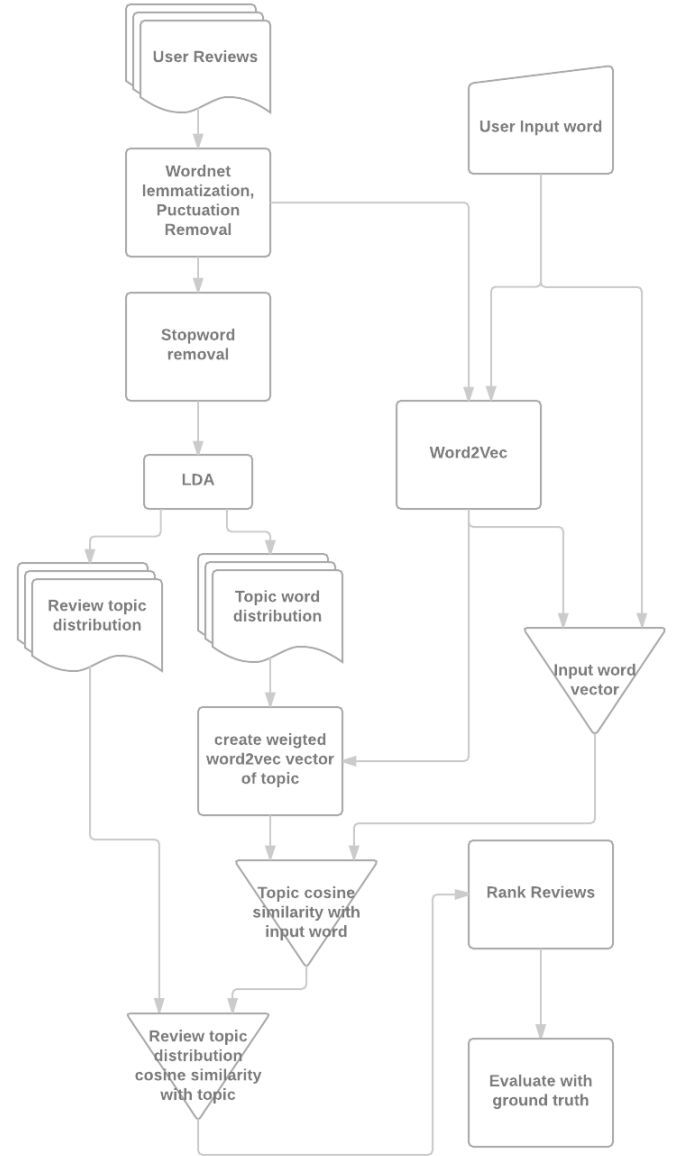 User Reviews
User Input word
Wordnet
lemmatization,
Puctuation
Removal
Stopword
removal
Word2Vec
LDA
Review topic
distribution
Topic word
distribution
Input word
vector
create weigted
word2vec vector
of topic
Topic cosine
similarity with
input word
Rank Reviews
Review topic
distribution
cosine similarity
with topic
Evaluate with
ground truth